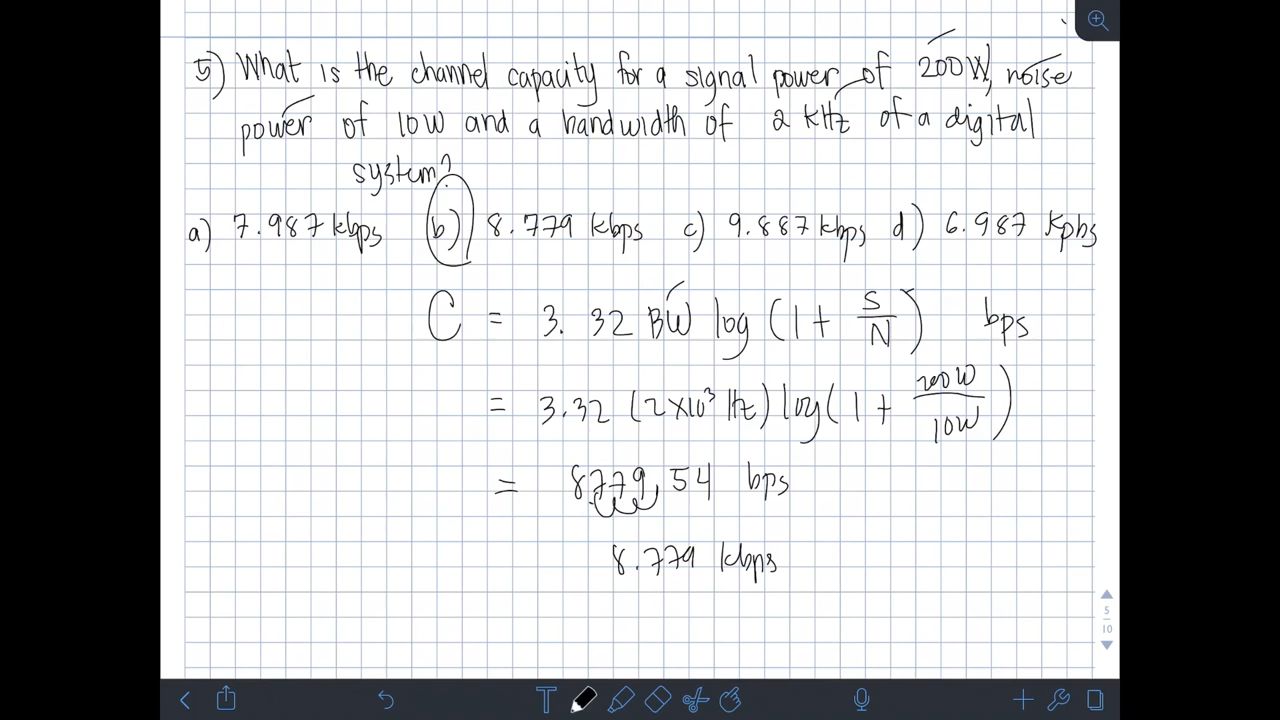 5) What is the channel capacity for a signal power of 200W, noise
power of 10W and a bandwidth of 2 kHz of a digital
system?
a) 7.987 kbps b) 8.779 kbps c) 9.887 kbps d) 6.987 Kpbs
C = 3.32 BW log (1 + S/N) bps
= 3.32 (2x10³ Hz) log (1 + 200W/10W)
= 8779.54 bps
8.779 kbps
5
10
T